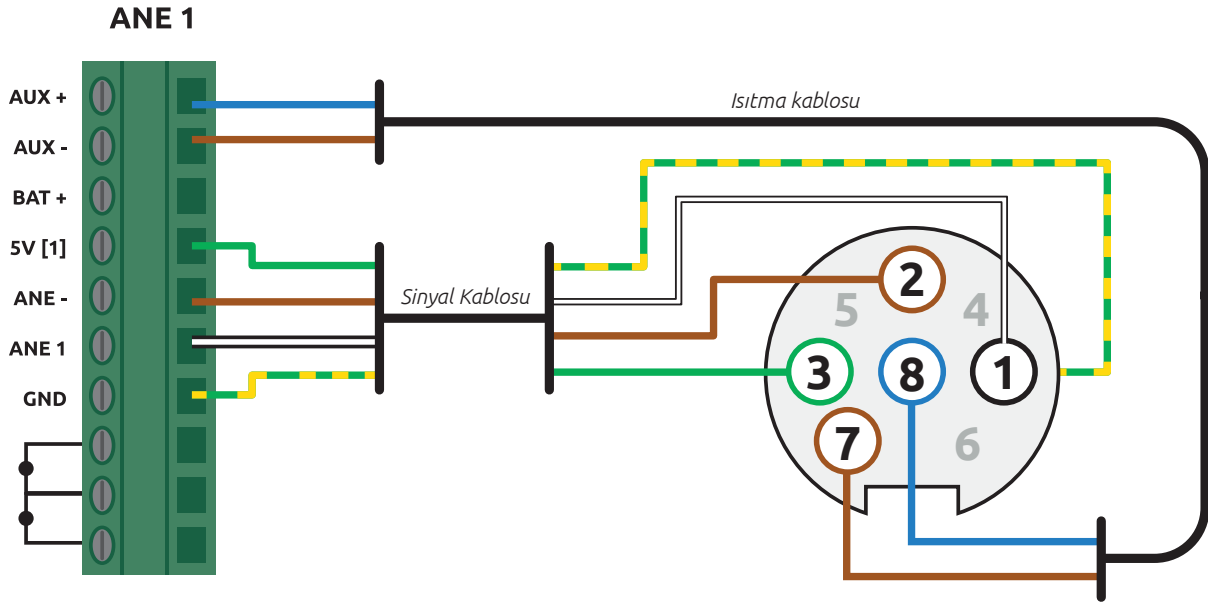 ANE 1
AUX +
AUX -
BAT +
5V [1]
ANE -
ANE 1
GND
Isıtma kablosu
Sinyal Kablosu
2
5
4
3
8
1
7
6